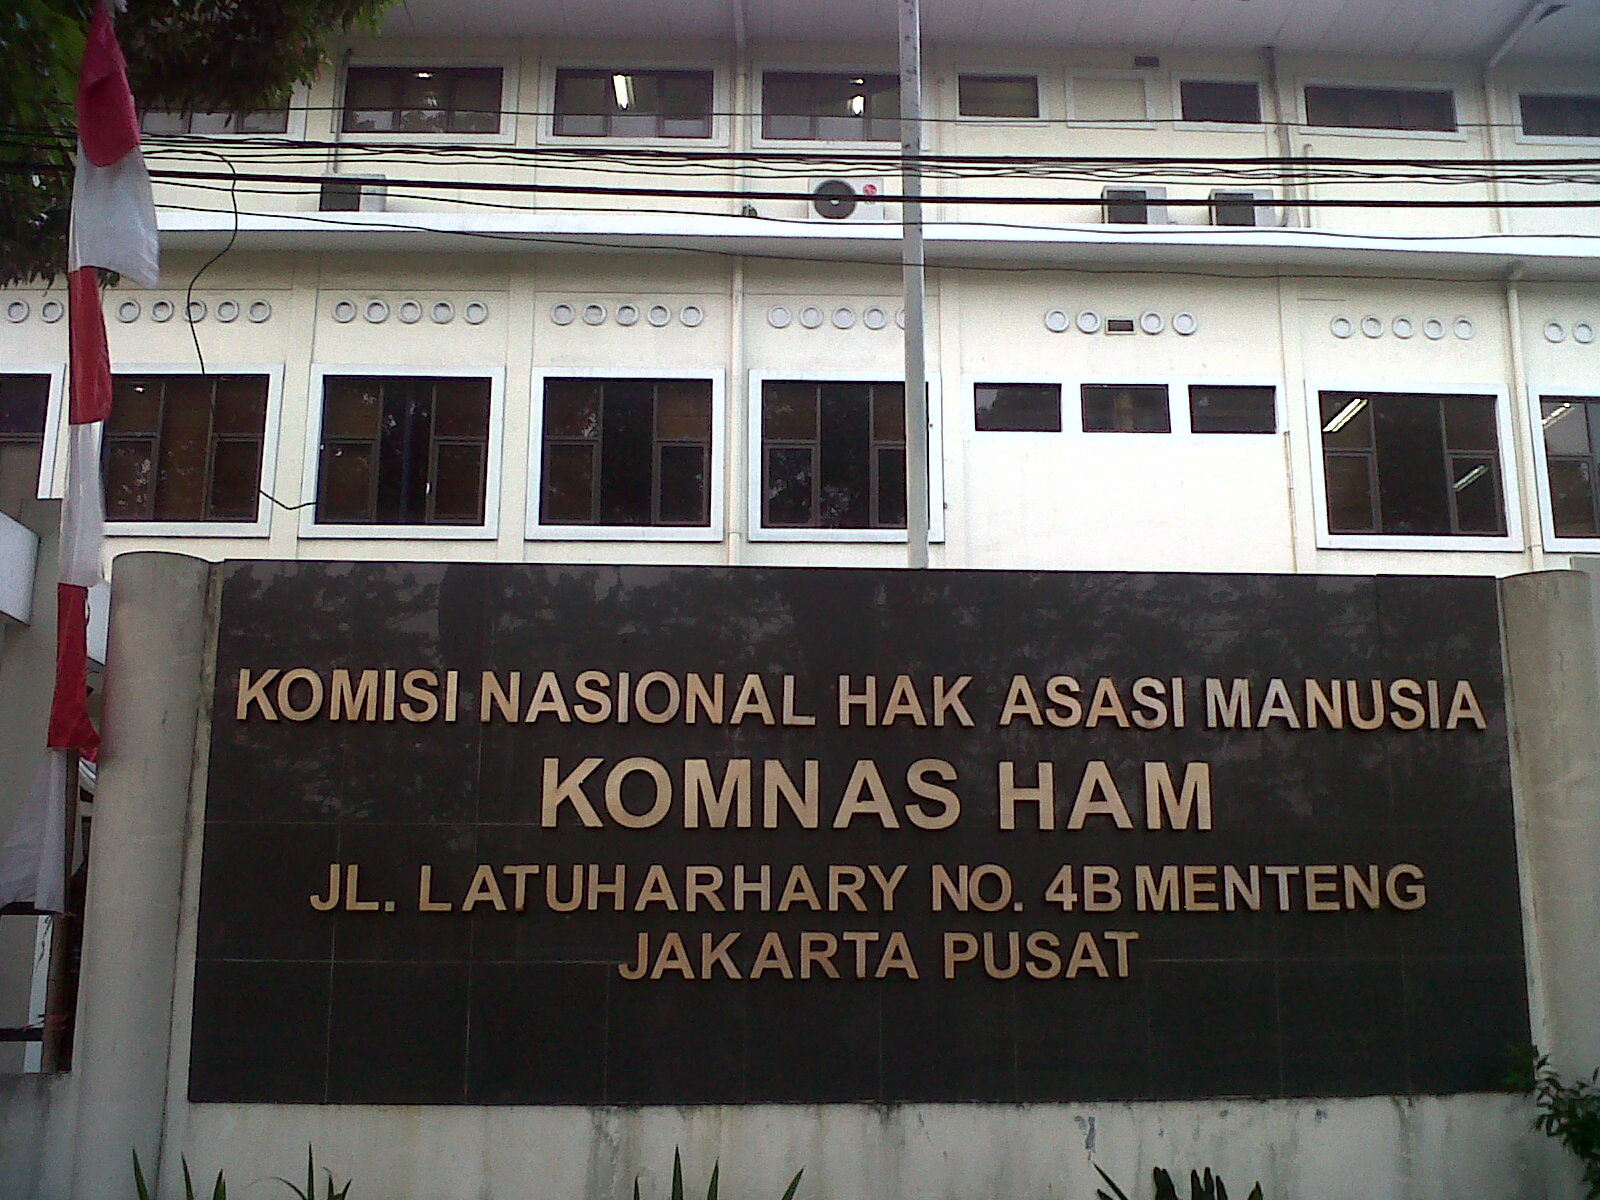 KOMISI NASIONAL HAK ASASI MANUSIA
KOMNAS HAM
JL. LATUHARHARY NO. 4B MENTENG
JAKARTA PUSAT